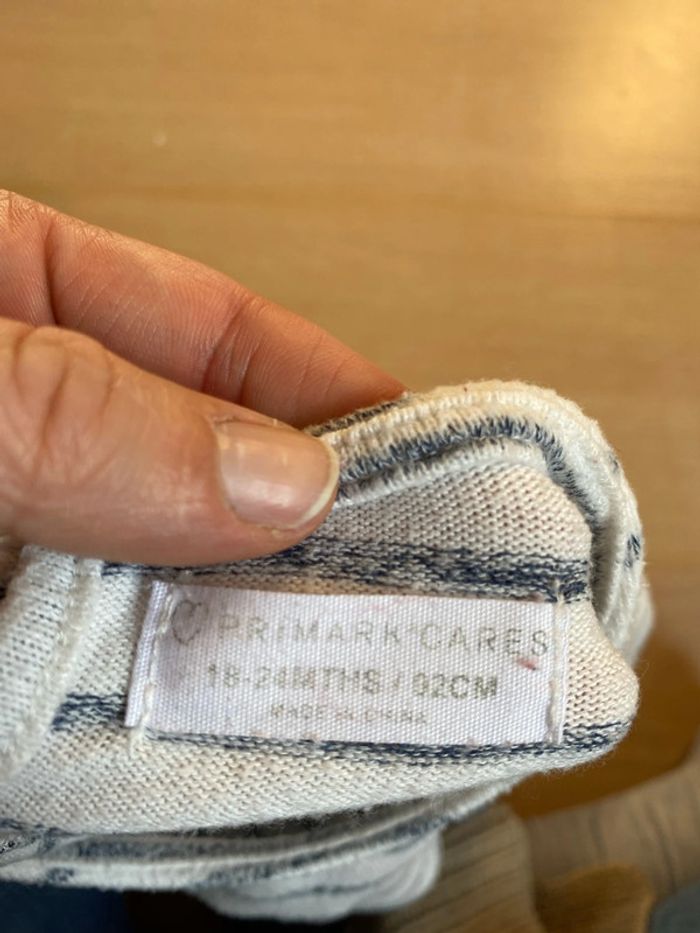 PRIMARK CARES
18-24MTHS / 92CM
MADE IN CHINA